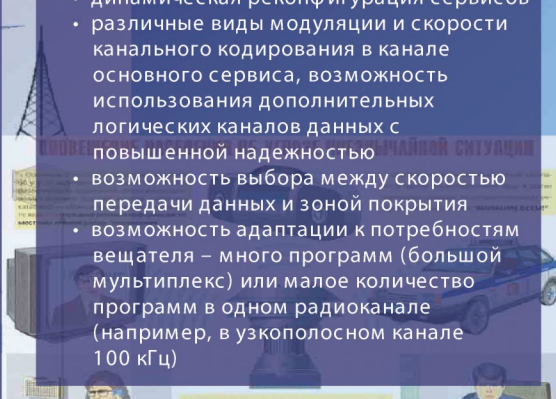 • динамическая реконфигурация сервисов
• различные виды модуляции и скорости
канального кодирования в канале
основного сервиса, возможность
использования дополнительных
логических каналов данных с
повышенной надежностью
• возможность выбора между скоростью
передачи данных и зоной покрытия
• возможность адаптации к потребностям
вещателя – много программ (большой
мультиплекс) или малое количество
программ в одном радиоканале
(например, в узкополосном канале
100 кГц)